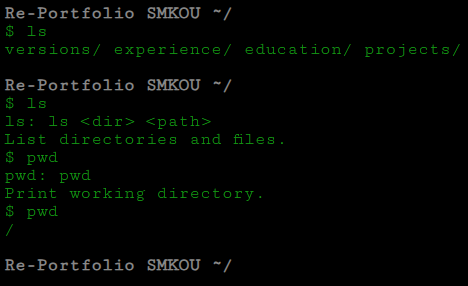 Re-Portfolio SMKOU ~/
$ ls
versions/ experience/ education/ projects/
Re-Portfolio SMKOU ~/
$ ls
ls: ls <dir> <path>
List directories and files.
$ pwd
pwd: pwd
Print working directory.
$ pwd
/
Re-Portfolio SMKOU ~/